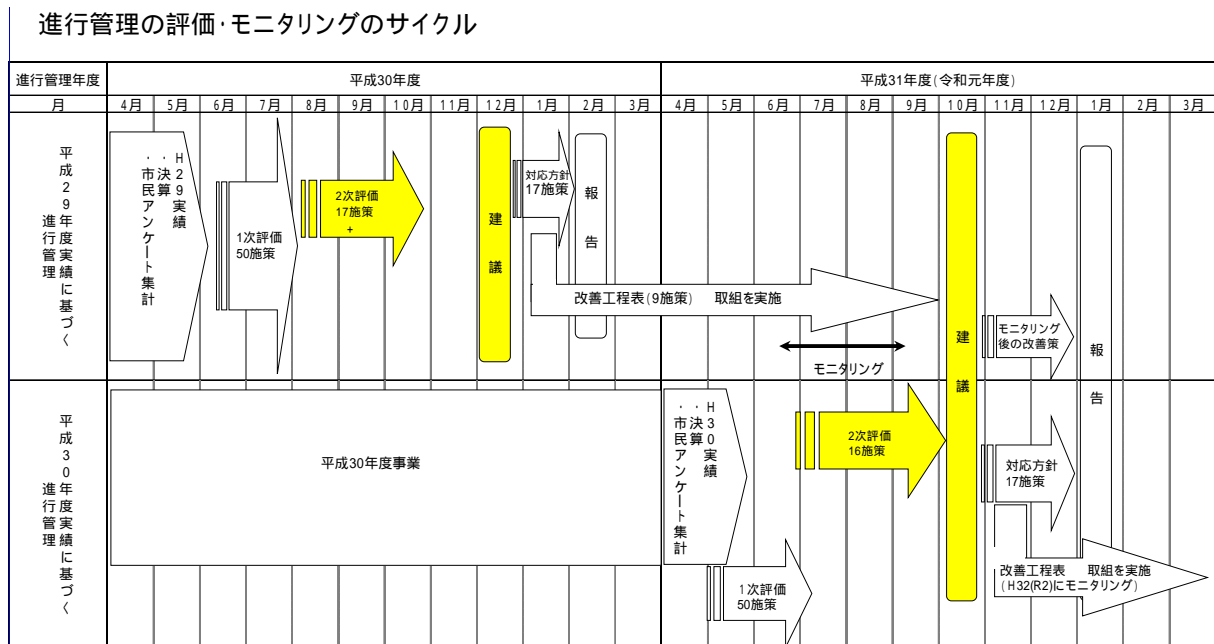 進行管理の評価・モニタリングのサイクル
進行管理年度
平成30年度
平成31年度(令和元年度)
月
4月
5月
6月
7月
8月
9月
10月
11月
12月
1月
2月
3月
4月
5月
6月
7月
8月
9月
10月
11月
12月
1月
2月
3月
平成29年度実績に基づく
進行管理
H29実績
・決算
・市民アンケート集計
1次評価
50施策
2次評価
17施策
+
建議
対応方針
17施策
報告
改善工程表(9施策) 取組を実施
モニタリング
建議
モニタリング
後の改善策
報告
平成30年度実績に基づく
進行管理
平成30年度事業
H30実績
・決算
・市民アンケート集計
1次評価
50施策
2次評価
16施策
対応方針
17施策
改善工程表 取組を実施
(H32(R2)にモニタリング)